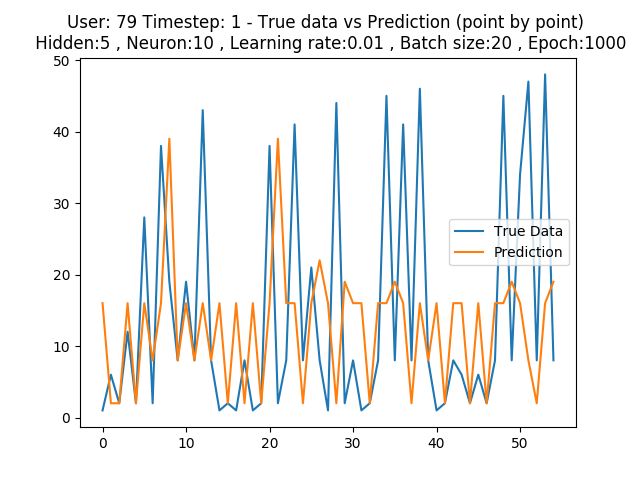 User: 79 Timestep: 1 - True data vs Prediction (point by point)
Hidden:5 , Neuron:10 , Learning rate:0.01 , Batch size:20 , Epoch:1000
50
40
30
20
10
0
True Data
Prediction
0 10 20 30 40 50